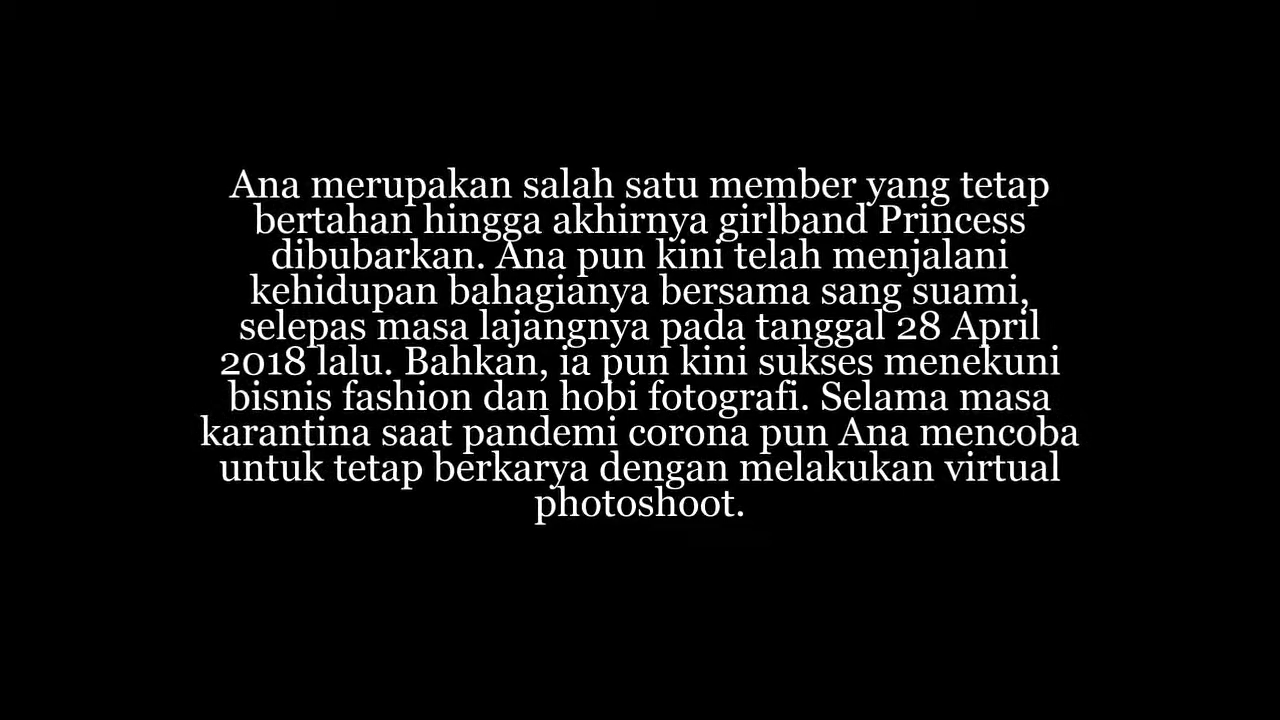 Ana merupakan salah satu member yang tetap
bertahan hingga akhirnya girlband Princess
dibubarkan. Ana pun kini telah menjalani
kehidupan bahagianya bersama sang suami,
selepas masa lajangnya pada tanggal 28 April
2018 lalu. Bahkan, ia pun kini sukses menekuni
bisnis fashion dan hobi fotografi. Selama masa
karantina saat pandemi corona pun Ana mencoba
untuk tetap berkarya dengan melakukan virtual
photoshoot.